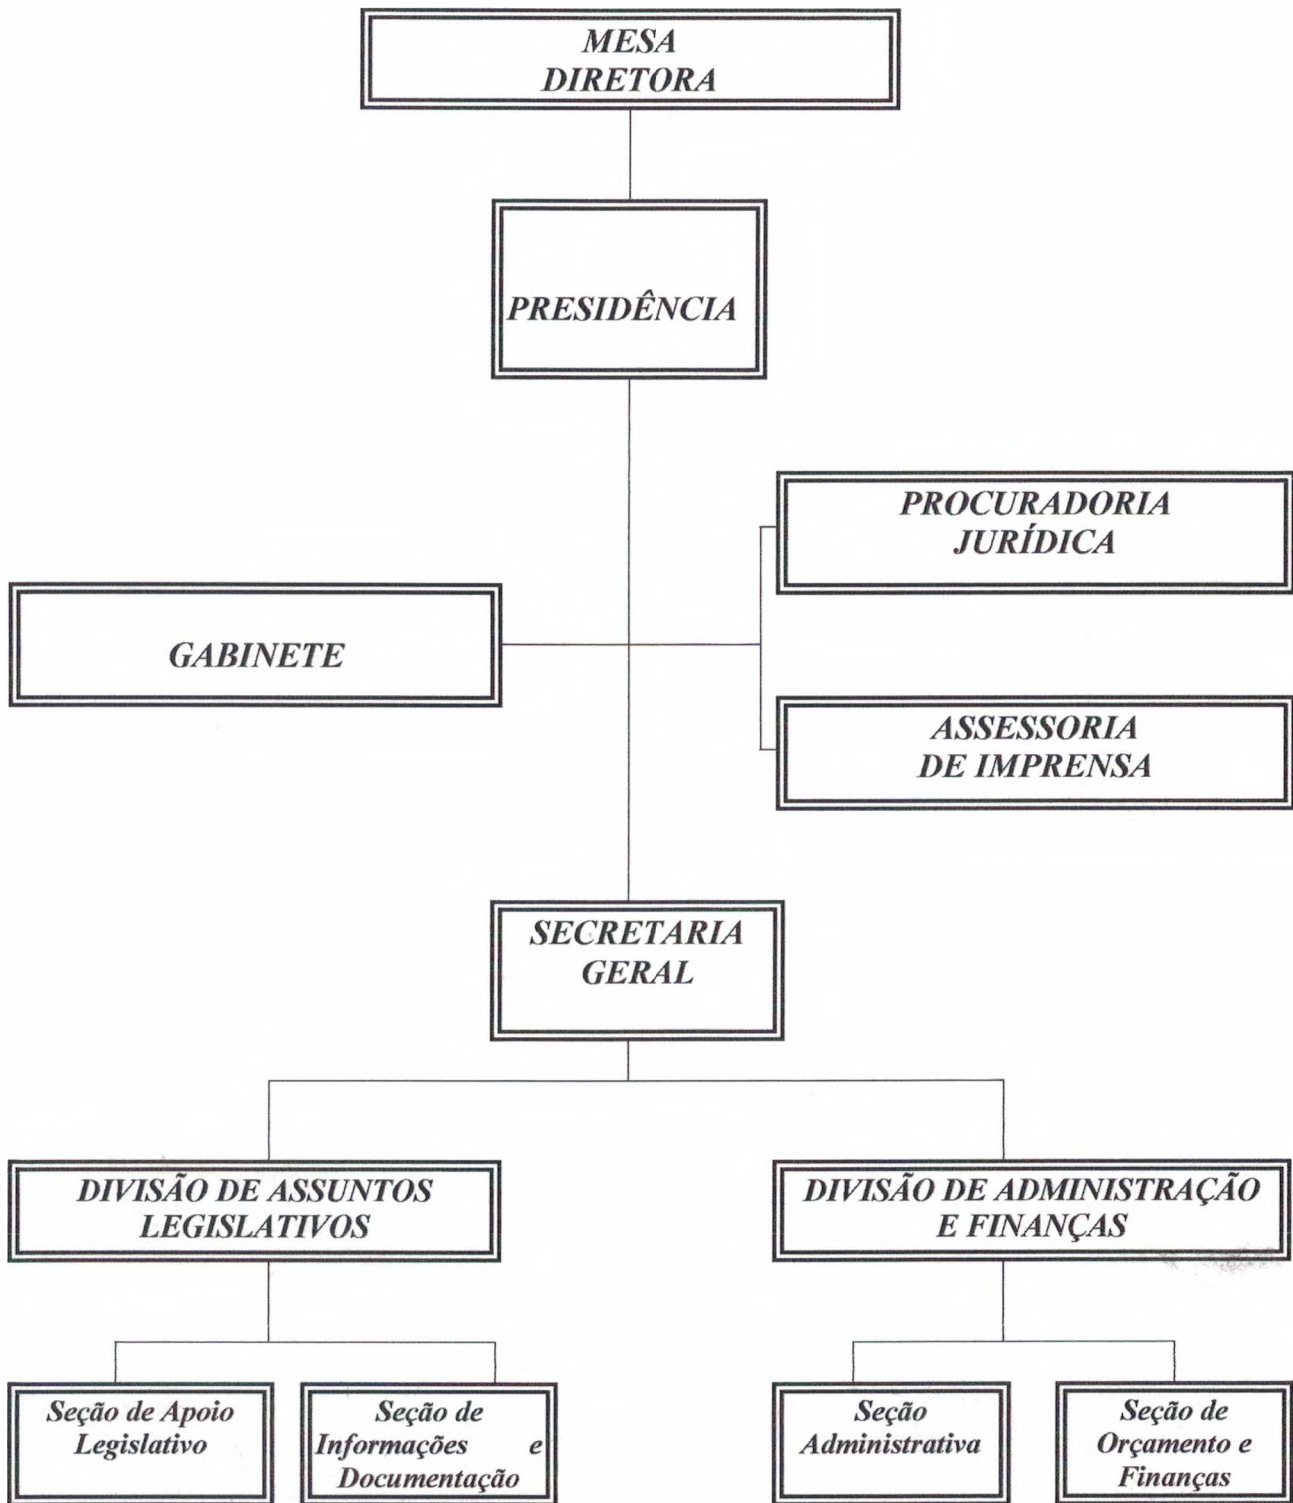 MESA
DIRETORA
PRESIDÊNCIA
PROCURADORIA
JURÍDICA
GABINETE
ASSESSORIA
DE IMPRENSA
SECRETARIA
GERAL
DIVISÃO DE ASSUNTOS
LEGISLATIVOS
DIVISÃO DE ADMINISTRAÇÃO
E FINANÇAS
Seção de Apoio
Legislativo
Seção de
Informações e
Documentação
Seção
Administrativa
Seção de
Orçamento e
Finanças